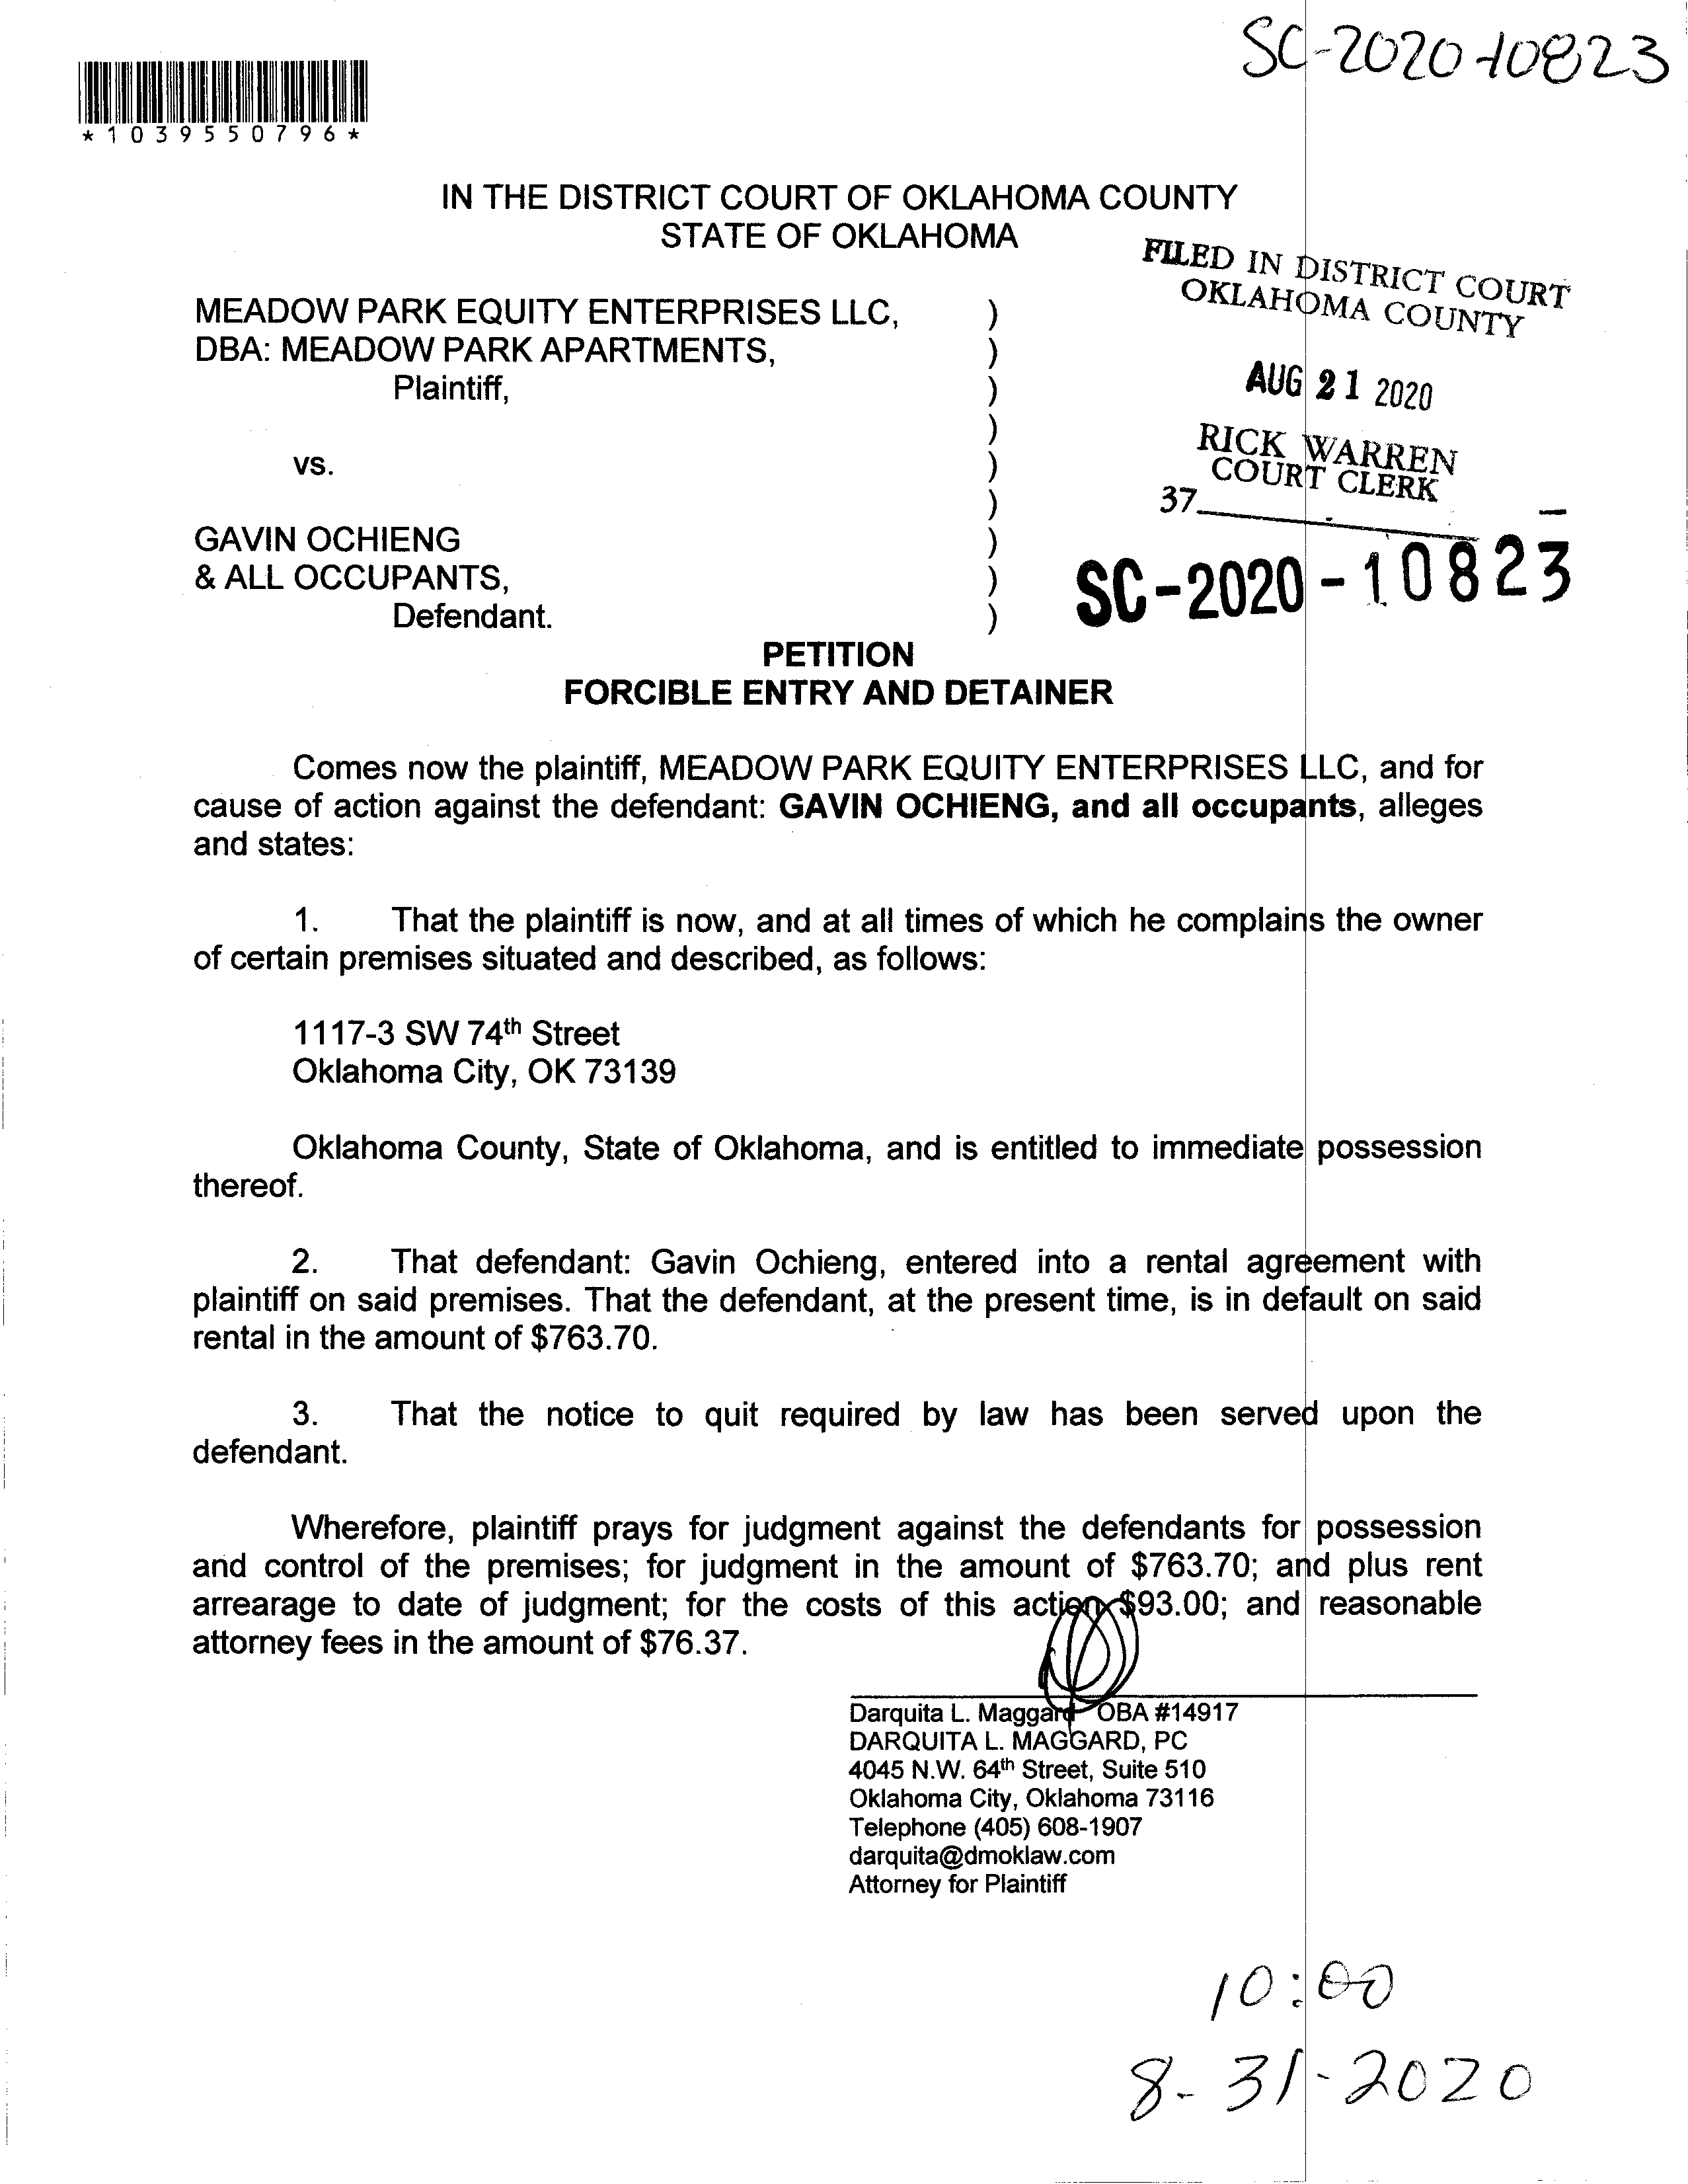 SC-2020-10823
*1039550796*
IN THE DISTRICT COURT OF OKLAHOMA COUNTY
STATE OF OKLAHOMA
FILED IN DISTRICT COURT
OKLAHOMA COUNTY
MEADOW PARK EQUITY ENTERPRISES LLC, )
DBA: MEADOW PARK APARTMENTS, )
Plaintiff, )
AUG 21 2020
)
RICK WARREN
COURT CLERK
vs. )
37
)
GAVIN OCHIENG )
& ALL OCCUPANTS, )
Defendant. )
SC-2020-10823
PETITION
FORCIBLE ENTRY AND DETAINER
Comes now the plaintiff, MEADOW PARK EQUITY ENTERPRISES LLC, and for
cause of action against the defendant: GAVIN OCHIENG, and all occupants, alleges
and states:
1. That the plaintiff is now, and at all times of which he complains the owner
of certain premises situated and described, as follows:
1117-3 SW 74th Street
Oklahoma City, OK 73139
Oklahoma County, State of Oklahoma, and is entitled to immediate possession
thereof.
2. That defendant: Gavin Ochieng, entered into a rental agreement with
plaintiff on said premises. That the defendant, at the present time, is in default on said
rental in the amount of $763.70.
3. That the notice to quit required by law has been served upon the
defendant.
Wherefore, plaintiff prays for judgment against the defendants for possession
and control of the premises; for judgment in the amount of $763.70; and plus rent
arrearage to date of judgment; for the costs of this action $93.00; and reasonable
attorney fees in the amount of $76.37.
Darquita L. Maggard OBA #14917
DARQUITA L. MAGGARD, PC
4045 N.W. 64th Street, Suite 510
Oklahoma City, Oklahoma 73116
Telephone (405) 608-1907
darquita@dmoklaw.com
Attorney for Plaintiff
10:00
8-31-2020